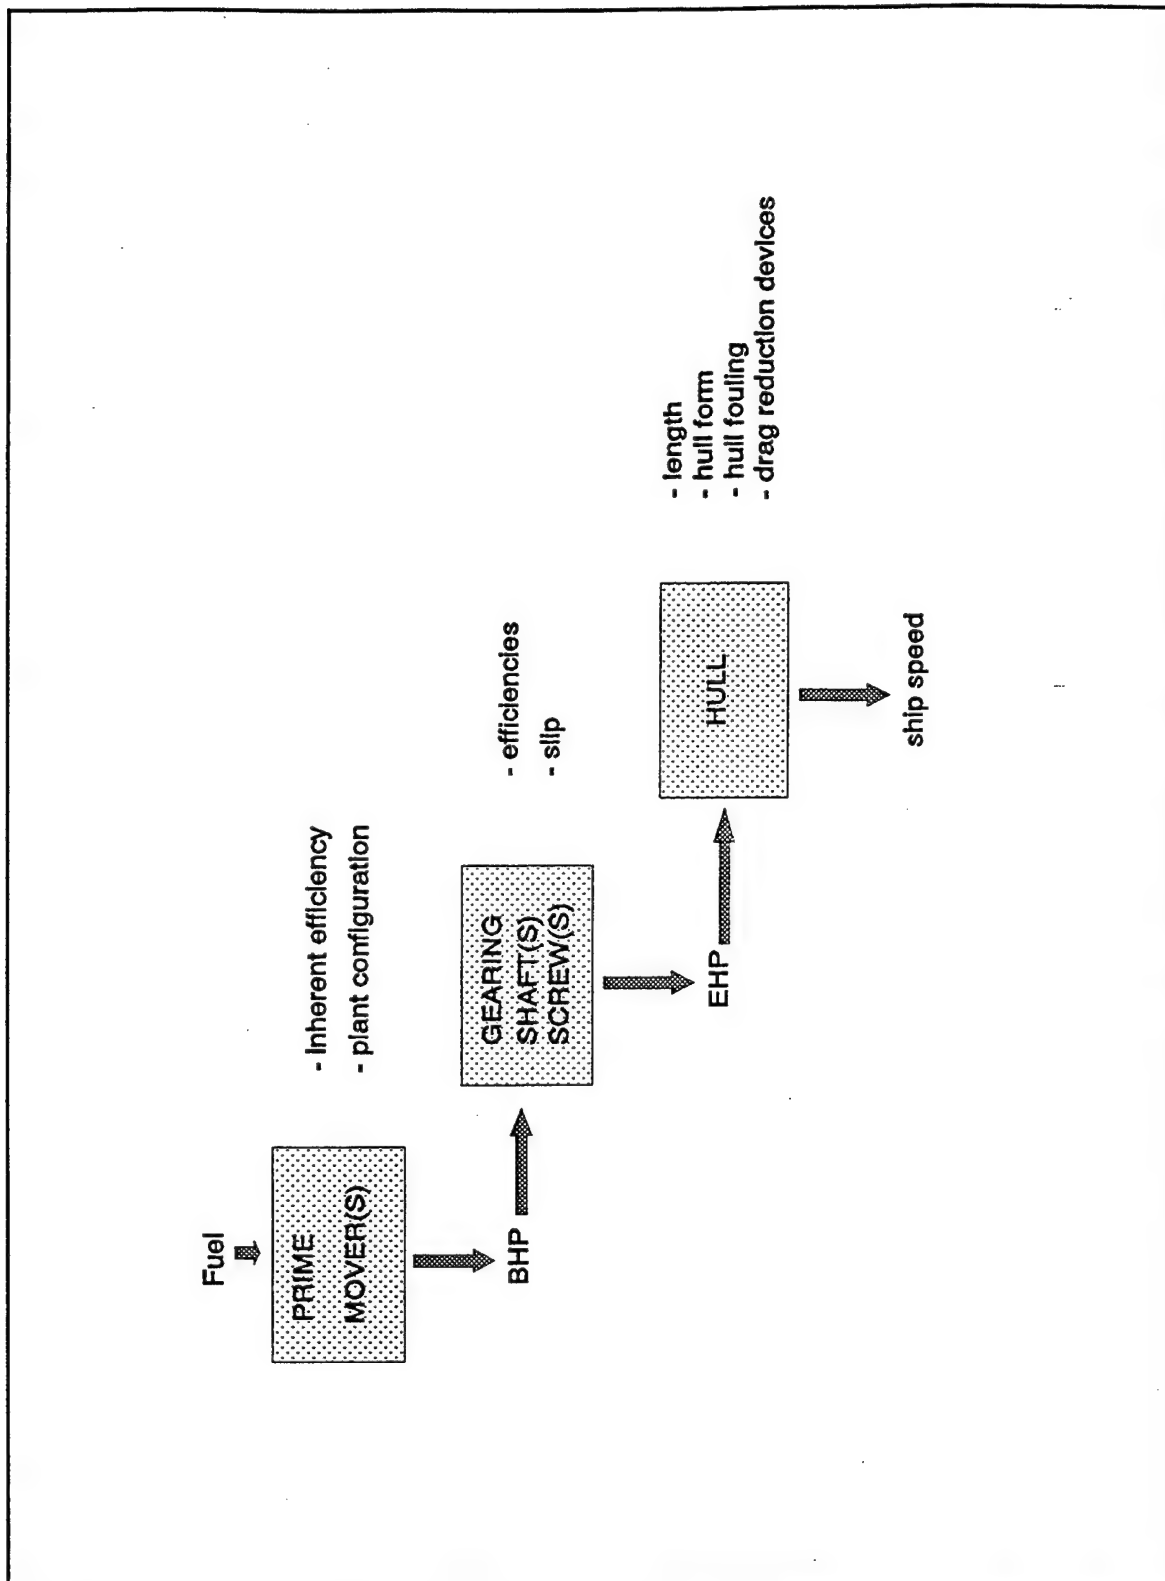 Fuel
PRIME
MOVER(S)
- Inherent efficiency
- plant configuration
BHP
GEARING
SHAFT(S)
SCREW(S)
- efficiencies
- slip
EHP
HULL
- length
- hull form
- hull fouling
- drag reduction devices
ship speed